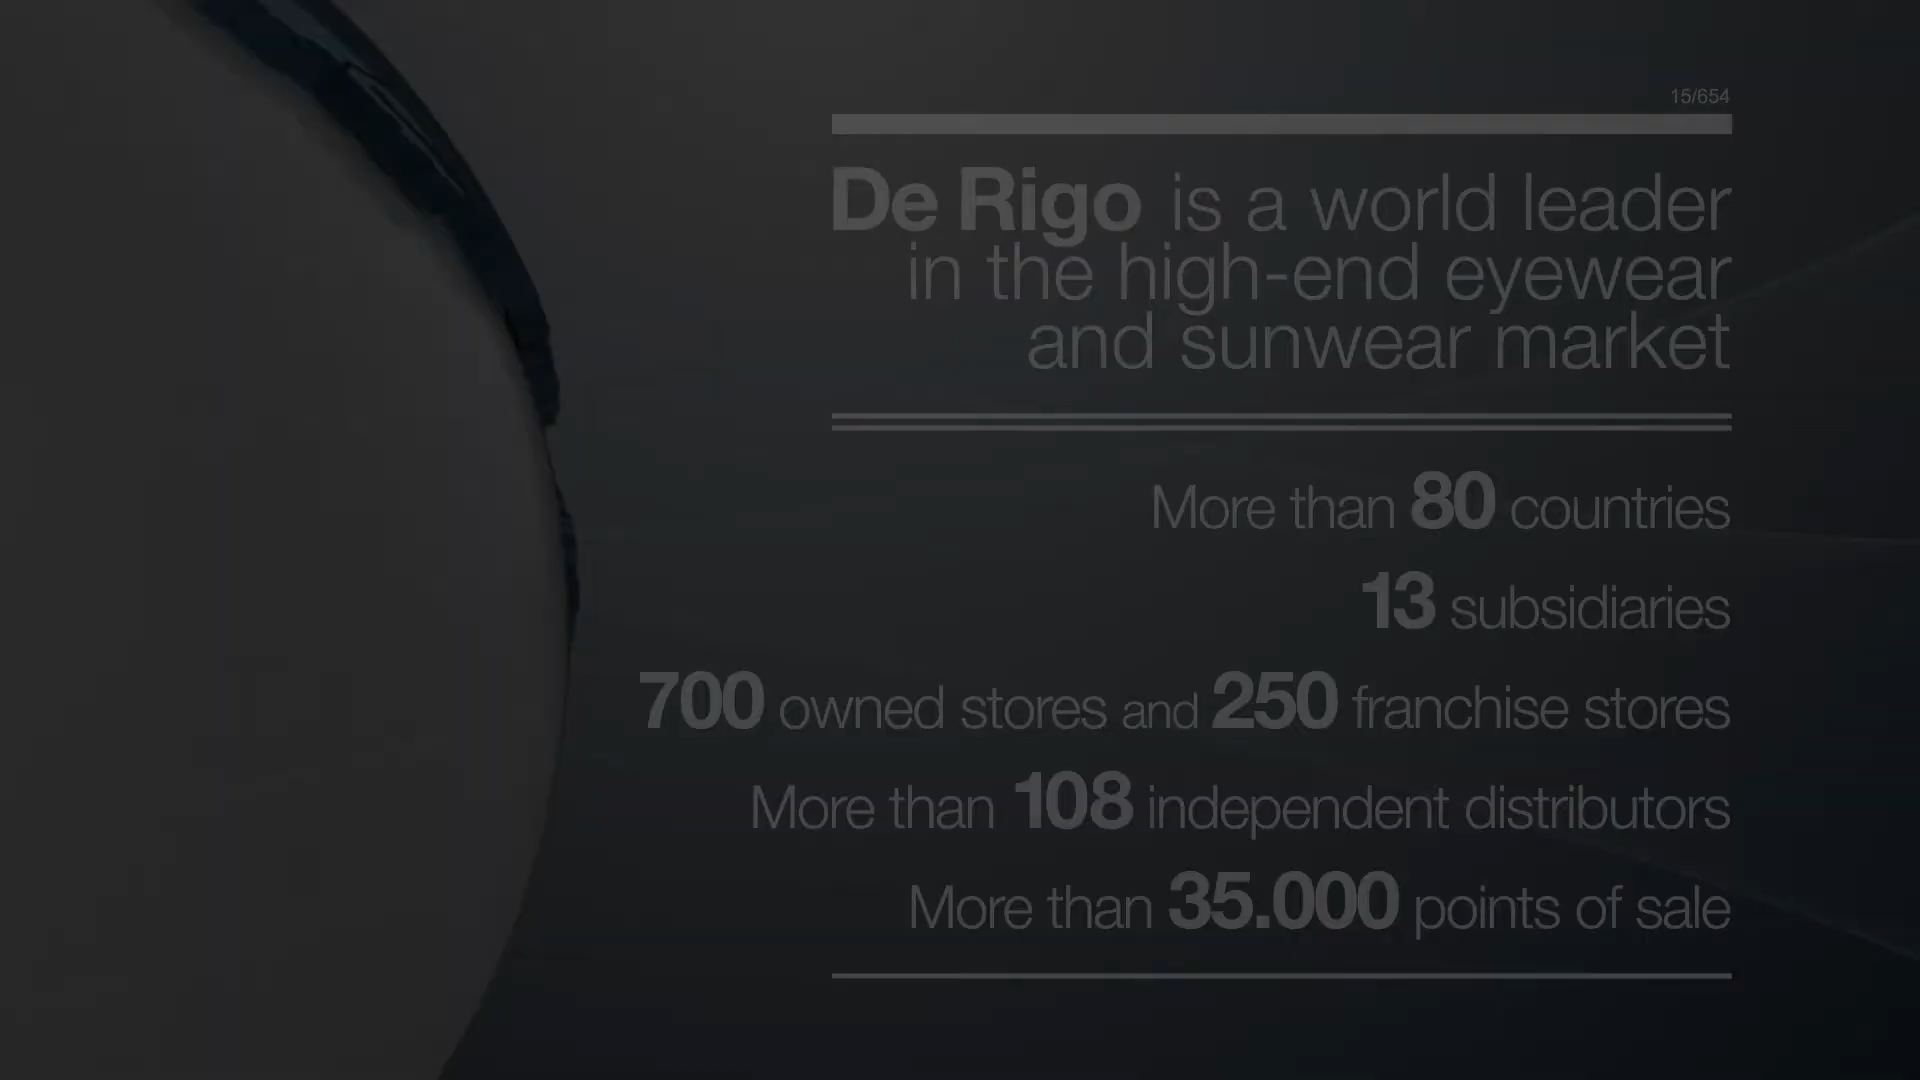 15/654
De Rigo is a world leader
in the high-end eyewear
and sunwear market
More than 80 countries
13 subsidiaries
700 owned stores and 250 franchise stores
More than 108 independent distributors
More than 35.000 points of sale